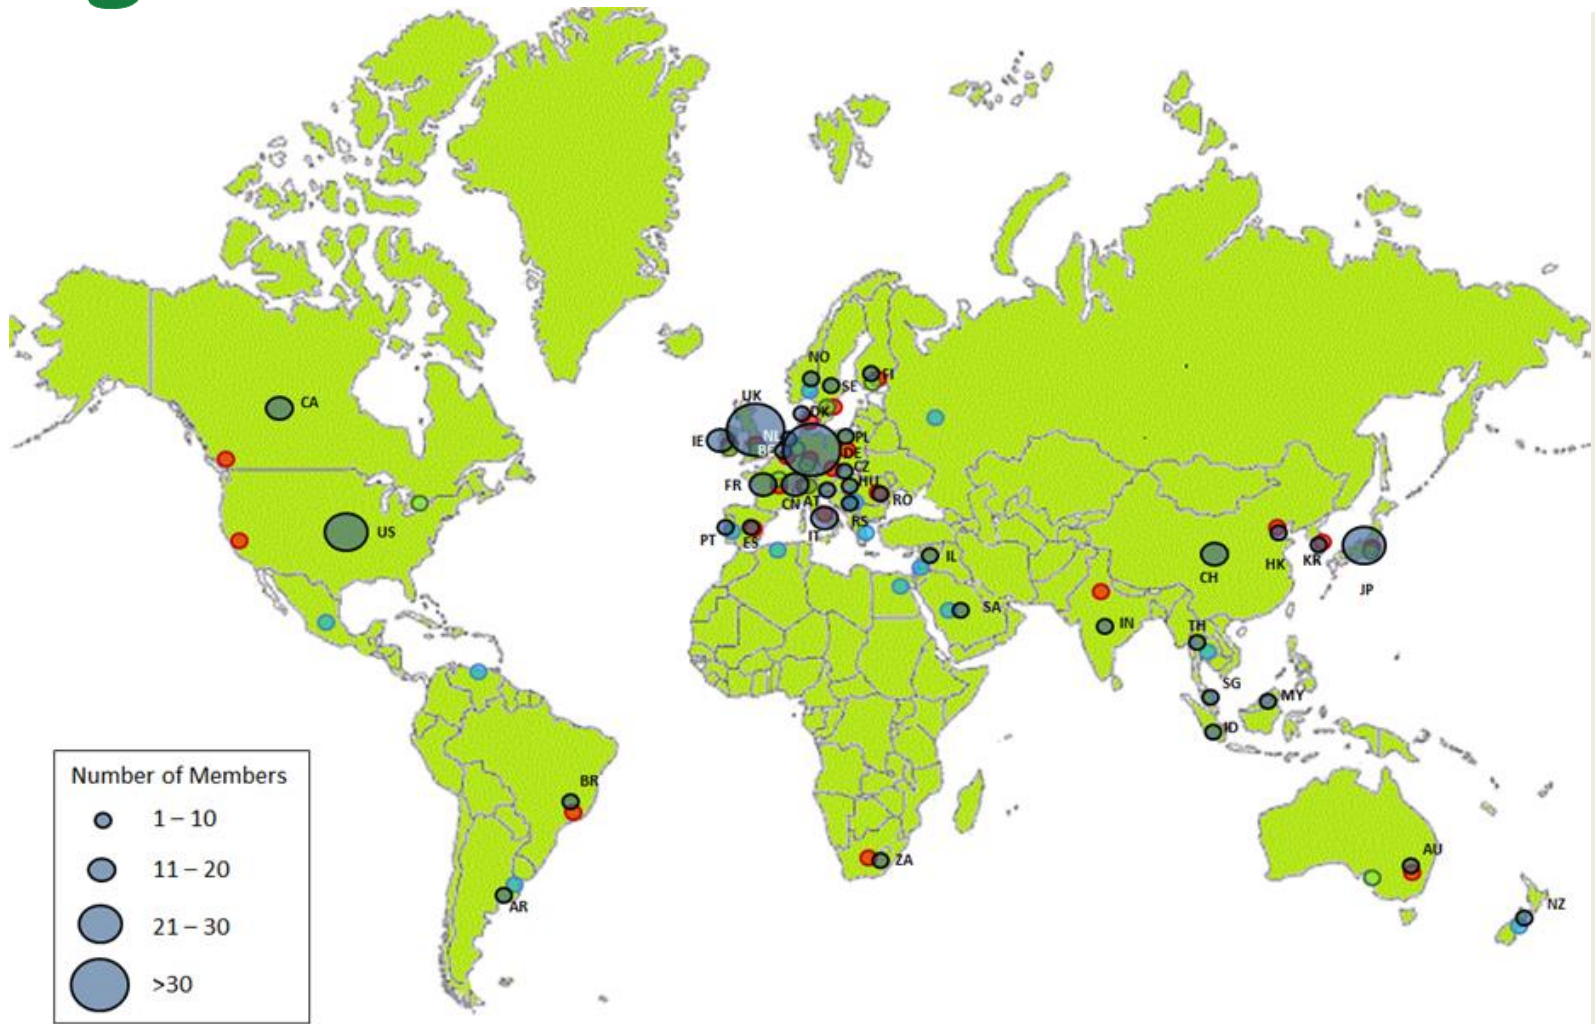 NO
FI
SE
UK
DK
IE
NL
PL
BE
DE
CZ
HU
FR
RO
CN
AT
RS
PT
ES
IT
CA
US
IL
SA
CH
HK
KR
JP
IN
TH
SG
MY
ID
BR
AR
ZA
AU
NZ
Number of Members
1 – 10
11 – 20
21 – 30
>30